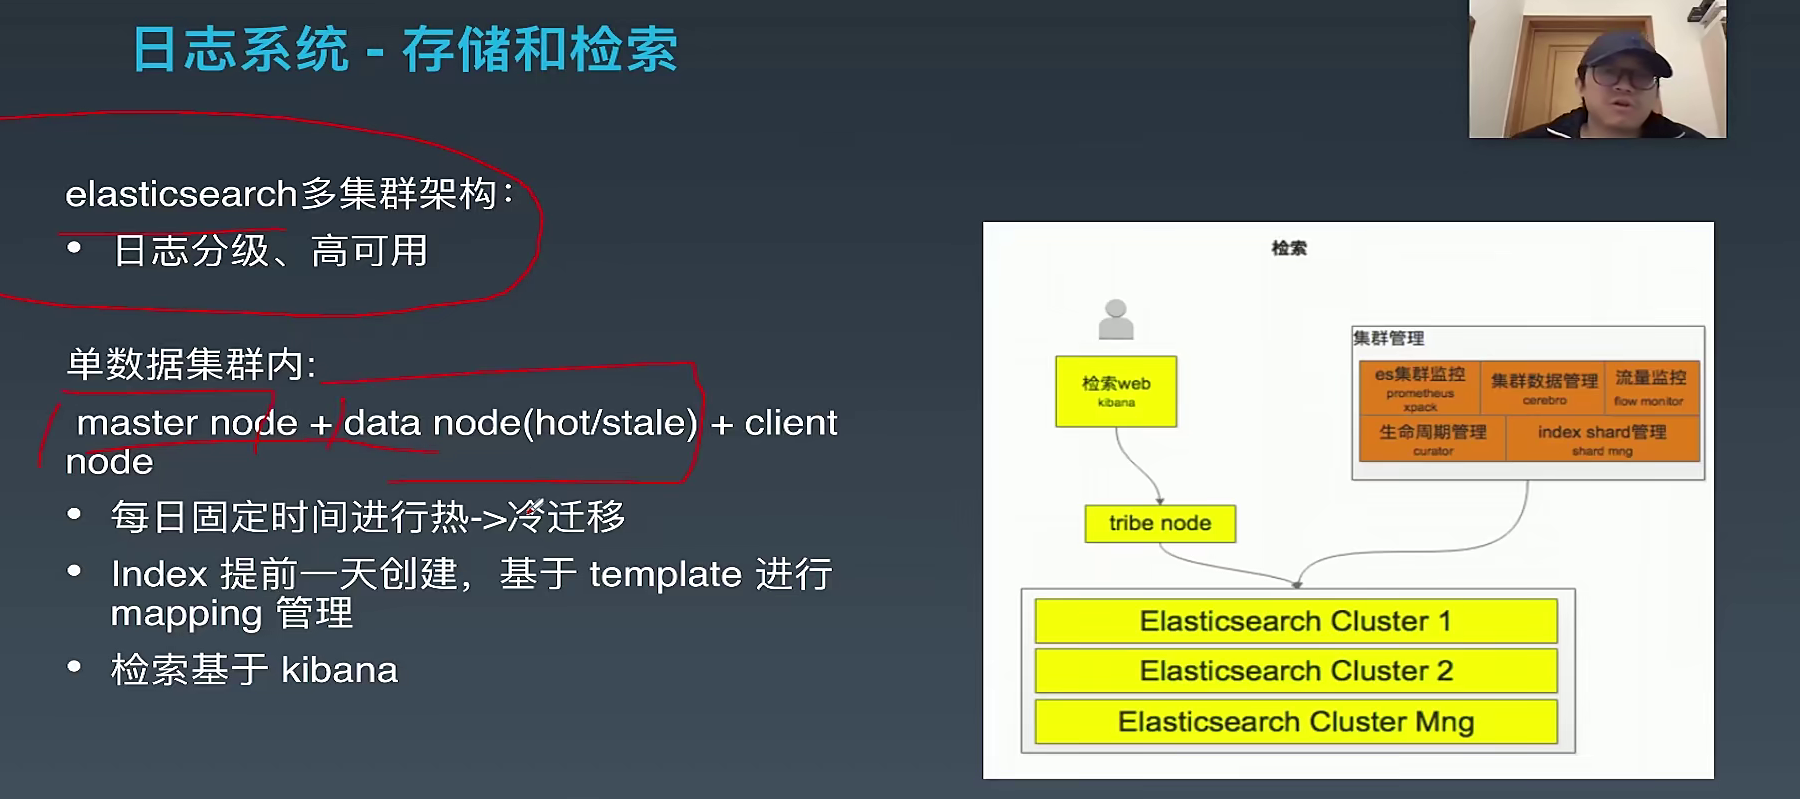 日志系统 - 存储和检索
elasticsearch多集群架构：
• 日志分级、高可用
单数据集群内:
master node + data node(hot/stale) + client
node
• 每日固定时间进行热->冷迁移
• Index 提前一天创建，基于 template 进行
mapping 管理
• 检索基于 kibana
检索
检索web
kibana
tribe node
集群管理
es集群监控
prometheus
xpack
集群数据管理
cerebro
流量监控
flow monitor
生命周期管理
curator
index shard管理
shard mng
Elasticsearch Cluster 1
Elasticsearch Cluster 2
Elasticsearch Cluster Mng